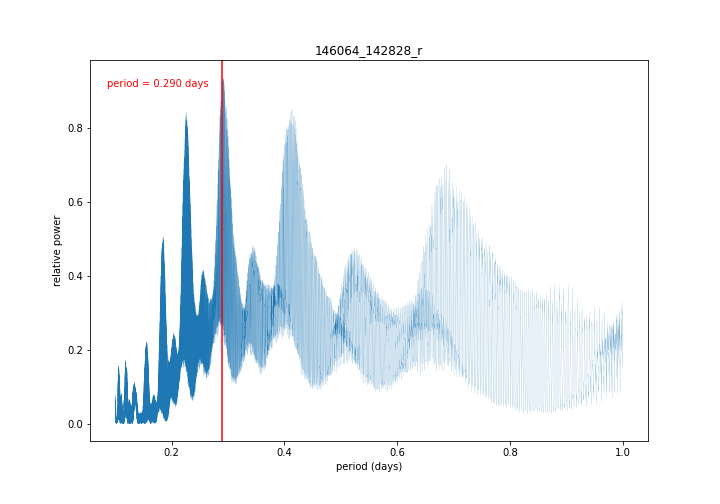 146064_142828_r
period = 0.290 days
relative power
0.8
0.6
0.4
0.2
0.0
0.2 0.4 0.6 0.8 1.0
period (days)